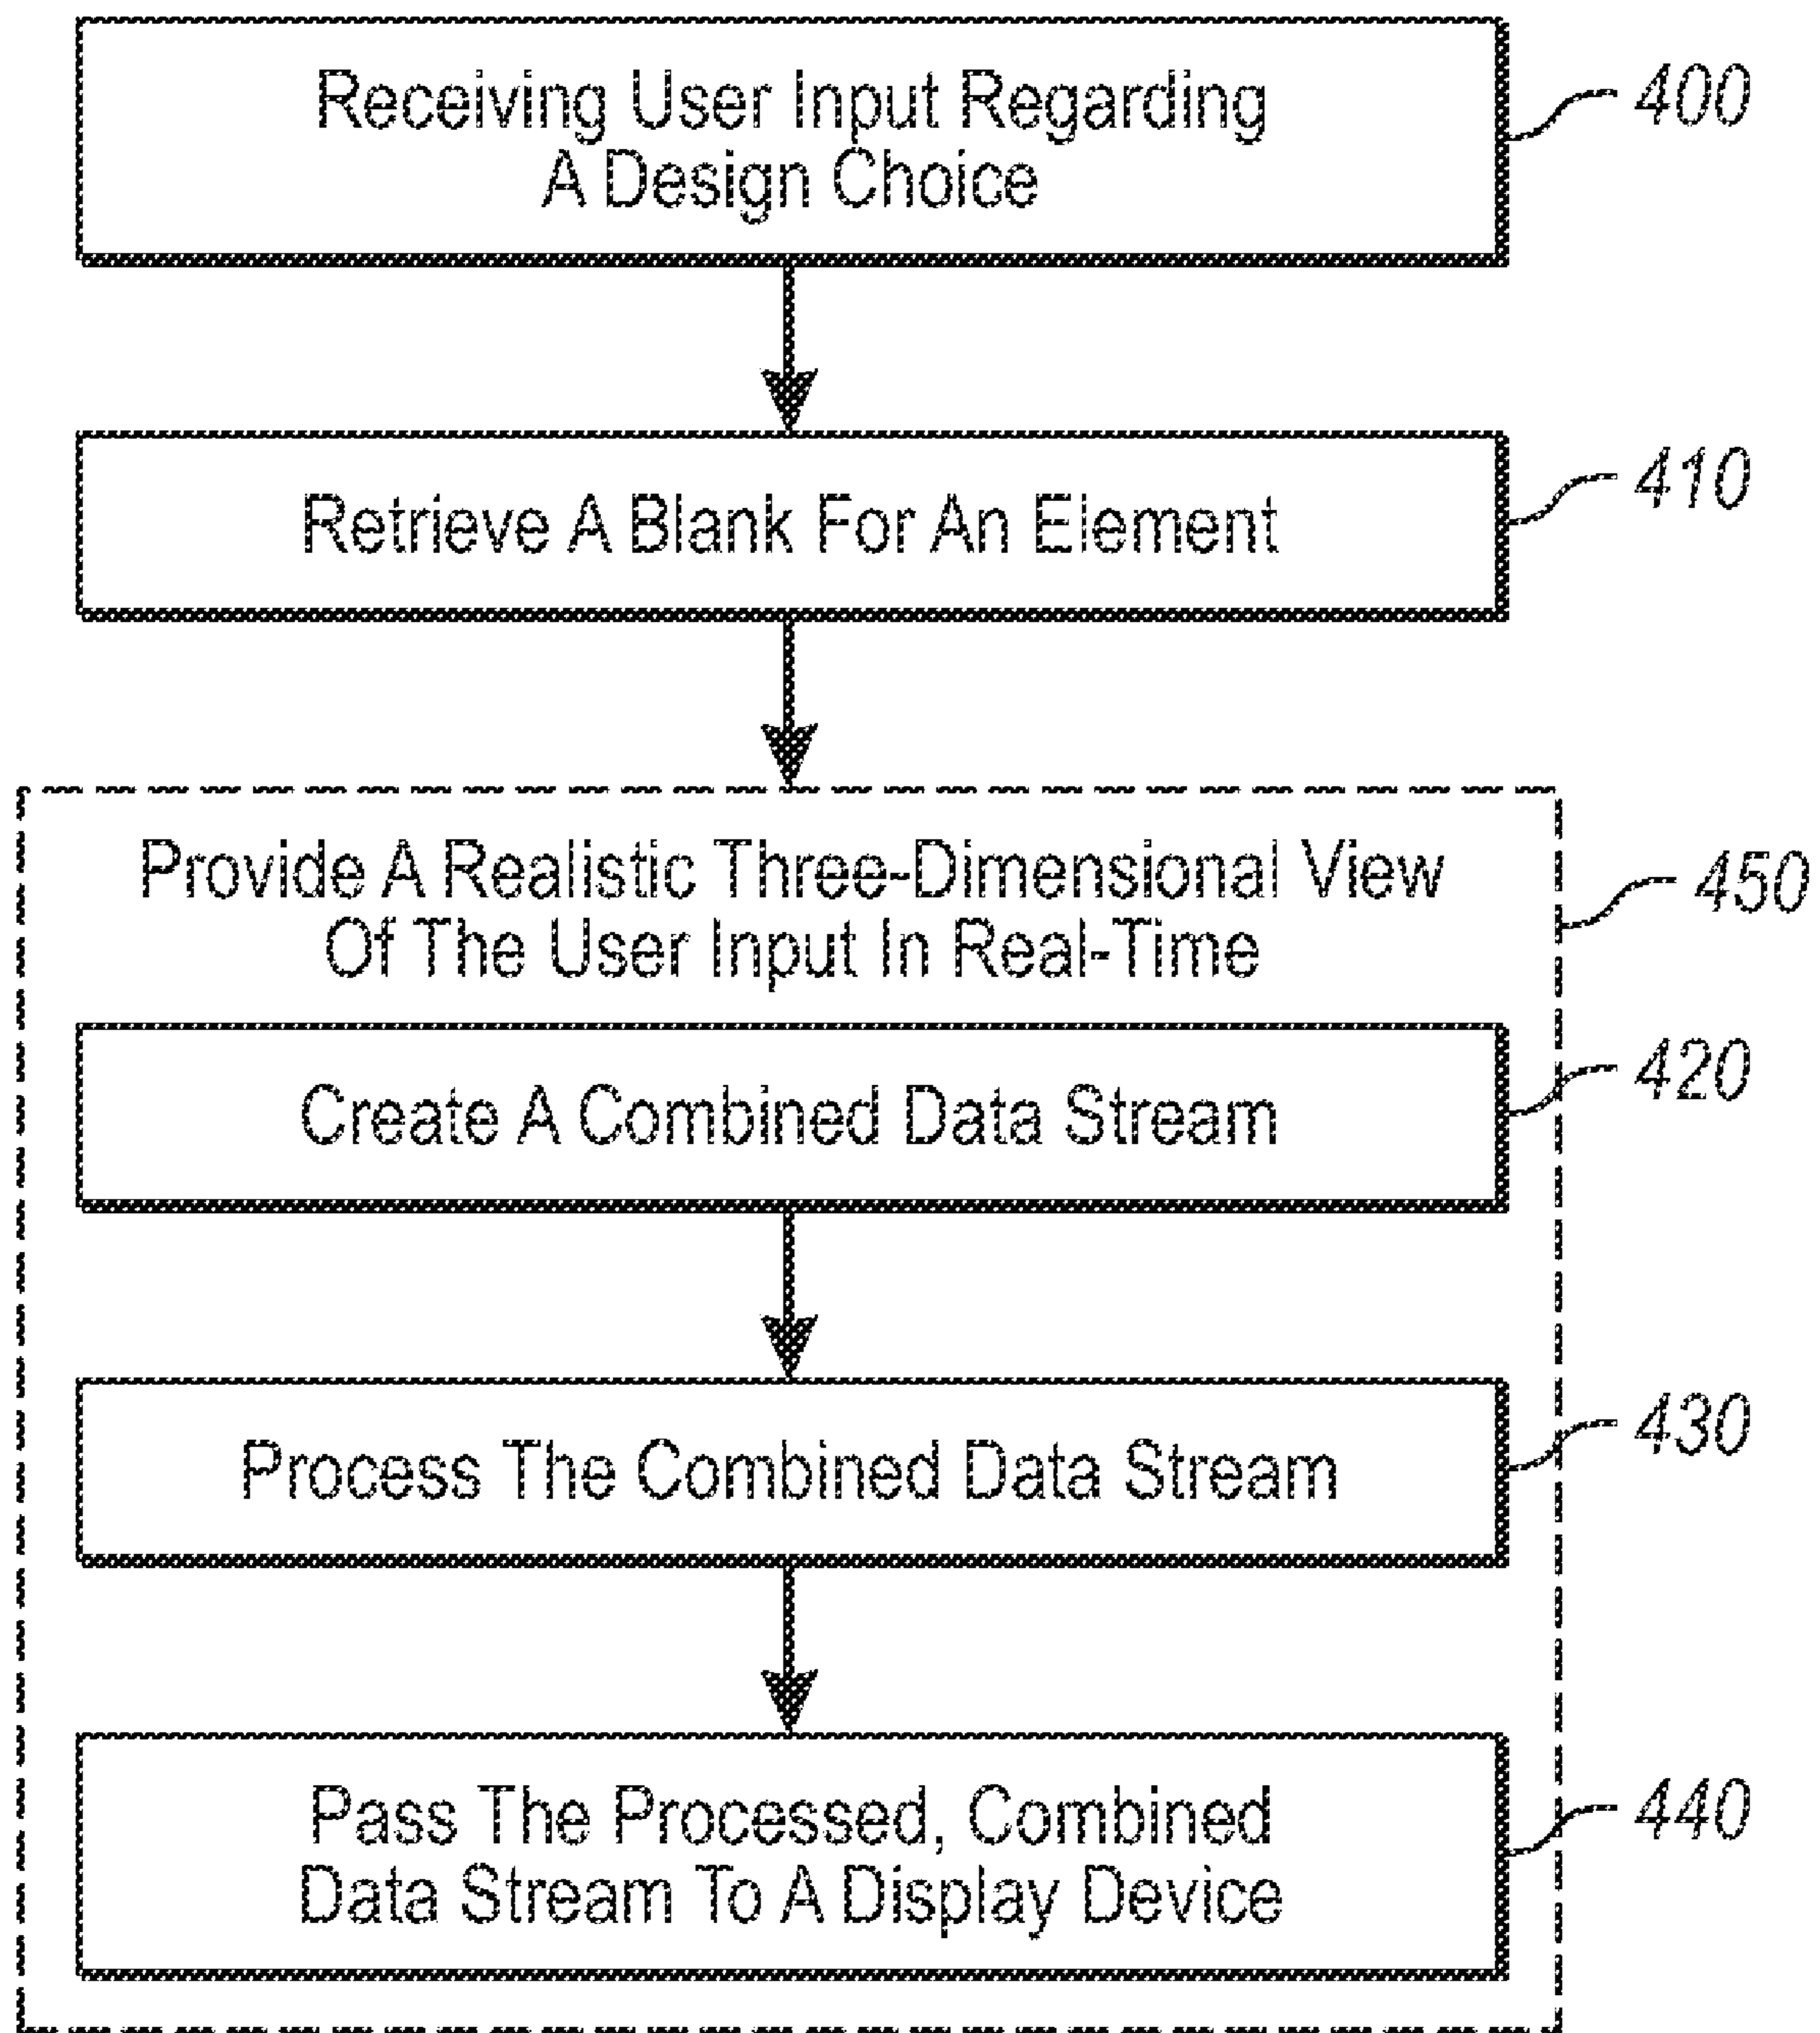 Receiving User Input Regarding
A Design Choice
400
Retrieve A Blank For An Element
410
Provide A Realistic Three-Dimensional View
Of The User Input In Real-Time
450
Create A Combined Data Stream
420
Process The Combined Data Stream
430
Pass The Processed, Combined
Data Stream To A Display Device
440